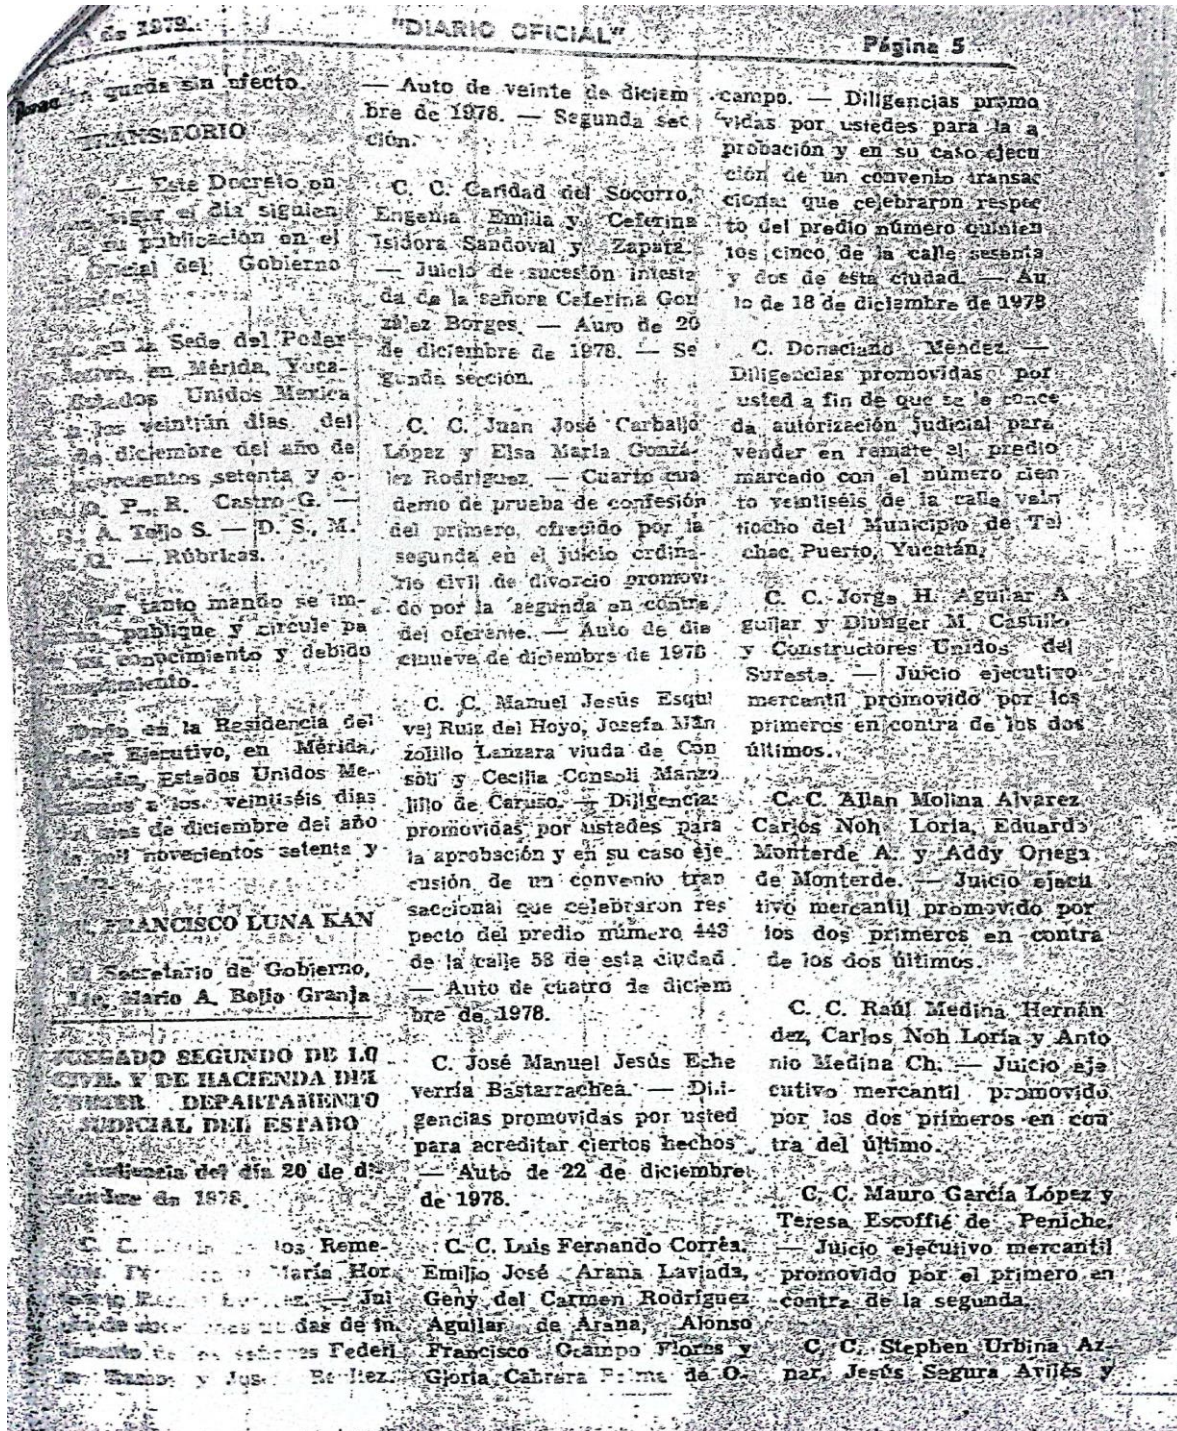 de 1979.
"DIARIO OFICIAL"
Página 5
queda sin efecto.
TRANSITORIO
— Este Decreto en
vigor el día siguien
su publicación en el
Oficial del Gobierno
en la Sede del Poder
en Mérida, Yuca-
Estados Unidos Mexica
a los veintiún días del
de diciembre del año de
novecientos setenta y o-
D. P., R. Castro G. —
A. Tello S. — D. S., M.
G. — Rúbricas.
por tanto mando se im-
publique y circule pa
su conocimiento y debido
Dado en la Residencia del
Poder Ejecutivo, en Mérida,
Estados Unidos Me-
a los veintiséis días
mes de diciembre del año
de mil novecientos setenta y
FRANCISCO LUNA KAN
El Secretario de Gobierno,
Lic. Mario A. Bolio Granja
JUZGADO SEGUNDO DE LO
CIVIL Y DE HACIENDA DEL
PRIMER DEPARTAMENTO
JUDICIAL DEL ESTADO
Audiencia del día 20 de di-
de 1978.
C. C. los Reme-
María Hor
— Jui
das de in
señores Federi
y Benítez.
— Auto de veinte de diciem
bre de 1978. — Segunda sec
ción.
C. C. Caridad del Socorro,
Engenia Emilia y Ceferina
Isidora Sandoval y Zapata.
— Juicio de sucesión intesta
da de la señora Caferina Gon
zález Borges. — Auro de 20
de diciembre de 1978. — Se
gunda sección.
C. C. Juan José Carballo
López y Elsa María Gonzá-
lez Rodríguez. — Cuarto cua
derno de prueba de confesión
del primero, ofrecido por la
segunda en el juicio ordina-
rio civil de divorcio promovi
do por la segunda en contra
del oferente. — Auto de die
cinueve de diciembre de 1978
C. C. Manuel Jesús Esqui
vel Ruiz del Hoyo, Josefa Man
zolillo Lanzara viuda de Con
soli y Cecilia Consoli Manzo
lillo de Caruso. — Diligencias
promovidas por ustedes para
la aprobación y en su caso eje
cusión de un convenio tran
saccional que celebraron res
pecto del predio número 443
de la calle 58 de esta ciudad.
— Auto de cuatro de diciem
bre de 1978.
C. José Manuel Jesús Eche
verría Bastarrachea. — Dili-
gencias promovidas por usted
para acreditar ciertos hechos
— Auto de 22 de diciembre
de 1978.
C. C. Luis Fernando Correa,
Emilio José Arana Laviada,
Geny del Carmen Rodríguez
Aguilar de Arana, Alonso
Francisco Ocampo Flores y
Gloria Cabrera Palma de O-
campo. — Diligencias promo
vidas por ustedes para la a
probación y en su caso ejecu
ción de un convenio transac
cional que celebraron respec
to del predio número quinien
tos cinco de la calle sesenta
y dos de esta ciudad. — Au
to de 18 de diciembre de 1978
C. Donaciano Méndez. —
Diligencias promovidas por
usted a fin de que se le conce
da autorización judicial para
vender en remate el predio
marcado con el número cien
to veintiséis de la calle vein
tiocho del Municipio de Tel
chac Puerto, Yucatán.
C. C. Jorge H. Aguilar A
guilar y Diunger M. Castillo
y Constructores Unidos del
Sureste. — Juicio ejecutivo
mercantil promovido por los
primeros en contra de los dos
últimos.
C. C. Allan Molina Alvarez
Carlos Noh Loria, Eduardo
Monterde A. y Addy Ortega
de Monterde. — Juicio ejecu
tivo mercantil promovido por
los dos primeros en contra
de los dos últimos.
C. C. Raúl Medina Hernán
dez, Carlos Noh Loría y Anto
nio Medina Ch. — Juicio eje
cutivo mercantil promovido
por los dos primeros en con
tra del último.
C. C. Mauro García López y
Teresa Escoffié de Peniche.
— Juicio ejecutivo mercantil
promovido por el primero en
contra de la segunda.
C. C. Stephen Urbina Az-
nar, Jesús Segura Avilés y